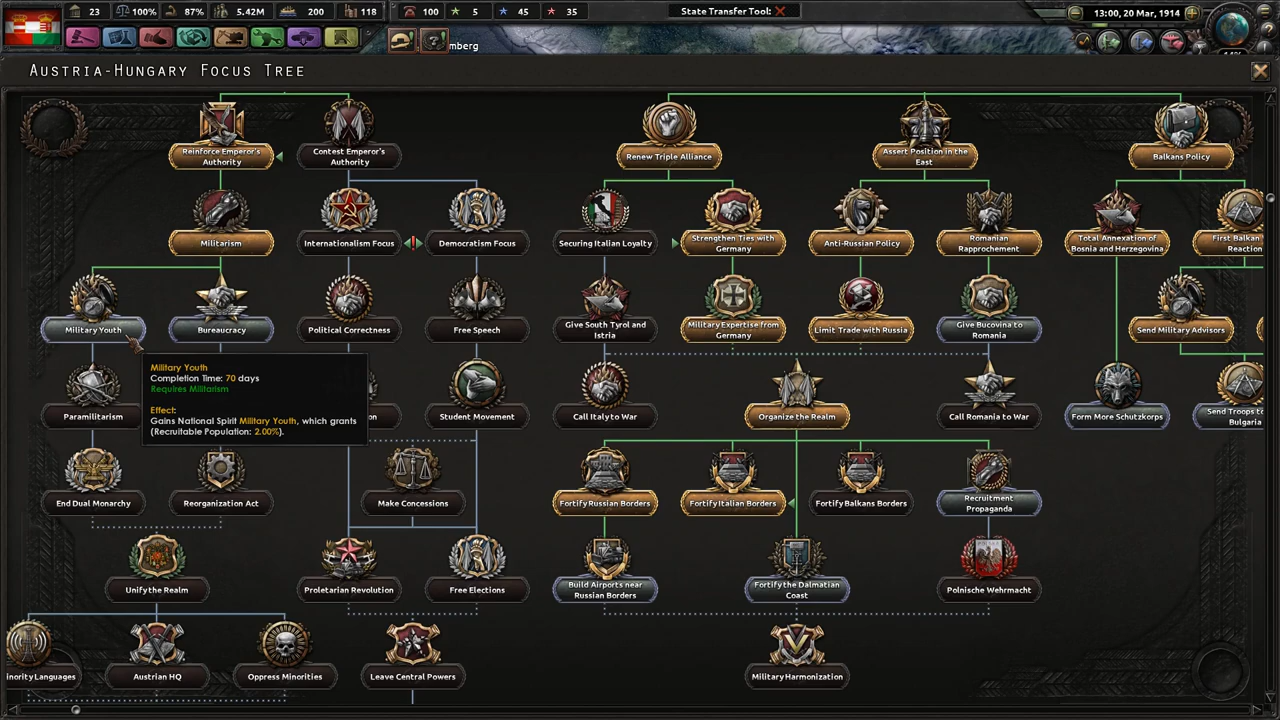 23 100% 87% 5.42M 200 118 100 5 45 35 State Transfer Tool: 13:00, 20 Mar, 1914
mberg
AUSTRIA-HUNGARY FOCUS TREE
Reinforce Emperor's
Authority
Contest Emperor's
Authority
Renew Triple Alliance
Assert Position in the
East
Balkans Policy
Militarism
Internationalism Focus
Democratism Focus
Securing Italian Loyalty
Strengthen Ties with
Germany
Anti-Russian Policy
Romanian
Rapprochement
Total Annexation of
Bosnia and Herzegovina
First Balkan
Reaction
Military Youth
Bureaucracy
Political Correctness
Free Speech
Give South Tyrol and
Istria
Military Expertise from
Germany
Limit Trade with Russia
Give Bucovina to
Romania
Send Military Advisors
Military Youth
Completion Time: 70 days
Requires Militarism
Effect:
Gains National Spirit Military Youth, which grants
(Recruitable Population: 2.00%).
Paramilitarism
on
Student Movement
Call Italy to War
Organize the Realm
Call Romania to War
Form More Schutzkorps
Send Troops to
Bulgaria
End Dual Monarchy
Reorganization Act
Make Concessions
Fortify Russian Borders
Fortify Italian Borders
Fortify Balkans Borders
Recruitment
Propaganda
Unify the Realm
Proletarian Revolution
Free Elections
Build Airports near
Russian Borders
Fortify the Dalmatian
Coast
Polnische Wehrmacht
inority Languages
Austrian HQ
Oppress Minorities
Leave Central Powers
Military Harmonization